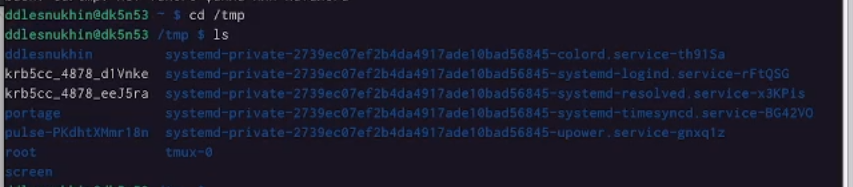 ddlesnukhin@dk5n53 ~ $ cd /tmp
ddlesnukhin@dk5n53 /tmp $ ls
ddlesnukhin systemd-private-2739ec07ef2b4da4917ade10bad56845-colord.service-th91Sa
krb5cc_4878_d1Vnke systemd-private-2739ec07ef2b4da4917ade10bad56845-systemd-logind.service-rFtQSG
krb5cc_4878_eeJ5ra systemd-private-2739ec07ef2b4da4917ade10bad56845-systemd-resolved.service-x3KPis
portage systemd-private-2739ec07ef2b4da4917ade10bad56845-systemd-timesyncd.service-BG42VO
pulse-PKdhtXMmr18n systemd-private-2739ec07ef2b4da4917ade10bad56845-upower.service-gnxq1z
root tmux-0
screen